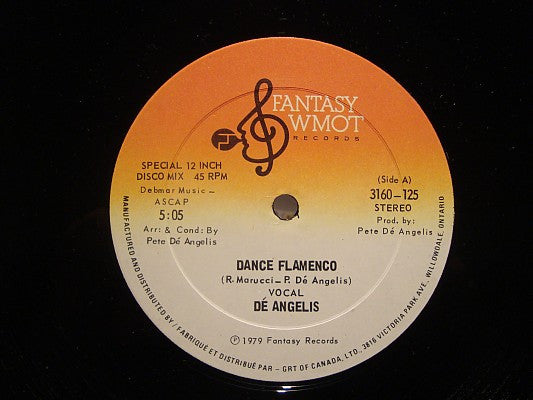 FANTASY
WMOT
RECORDS
SPECIAL 12 INCH
DISCO MIX 45 RPM
Debmar Music –
ASCAP
5:05
Arr: & Cond: By
Pete Dé Angelis
(Side A)
3160–125
STEREO
Prod. by:
Pete Dé Angelis
DANCE FLAMENCO
(R. Marucci – P. Dé Angelis)
VOCAL
DÉ ANGELIS
℗ 1979 Fantasy Records
MANUFACTURED AND DISTRIBUTED BY / FABRIQUÉ ET DISTRIBUÉ PAR – GRT OF CANADA, LTD., 3816 VICTORIA PARK AVE., WILLOWDALE, ONTARIO